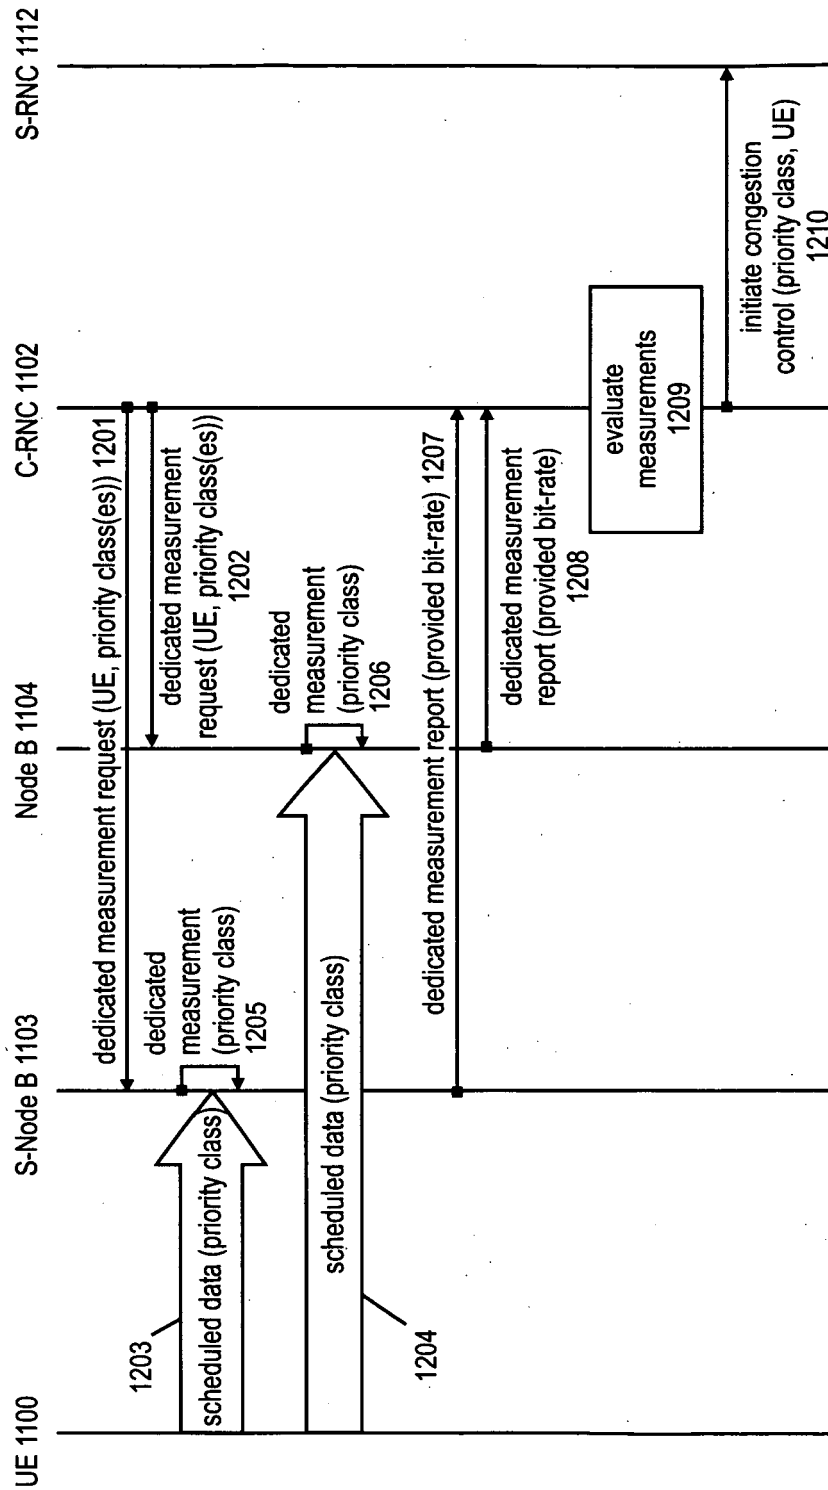 UE 1100
S-Node B 1103
Node B 1104
C-RNC 1102
S-RNC 1112
dedicated measurement request (UE, priority class(es)) 1201
dedicated measurement
request (UE, priority class(es))
1202
1203
scheduled data (priority class)
dedicated
measurement
(priority class)
1205
scheduled data (priority class)
1204
dedicated
measurement
(priority class)
1206
dedicated measurement report (provided bit-rate) 1207
dedicated measurement
report (provided bit-rate)
1208
evaluate
measurements
1209
initiate congestion
control (priority class, UE)
1210